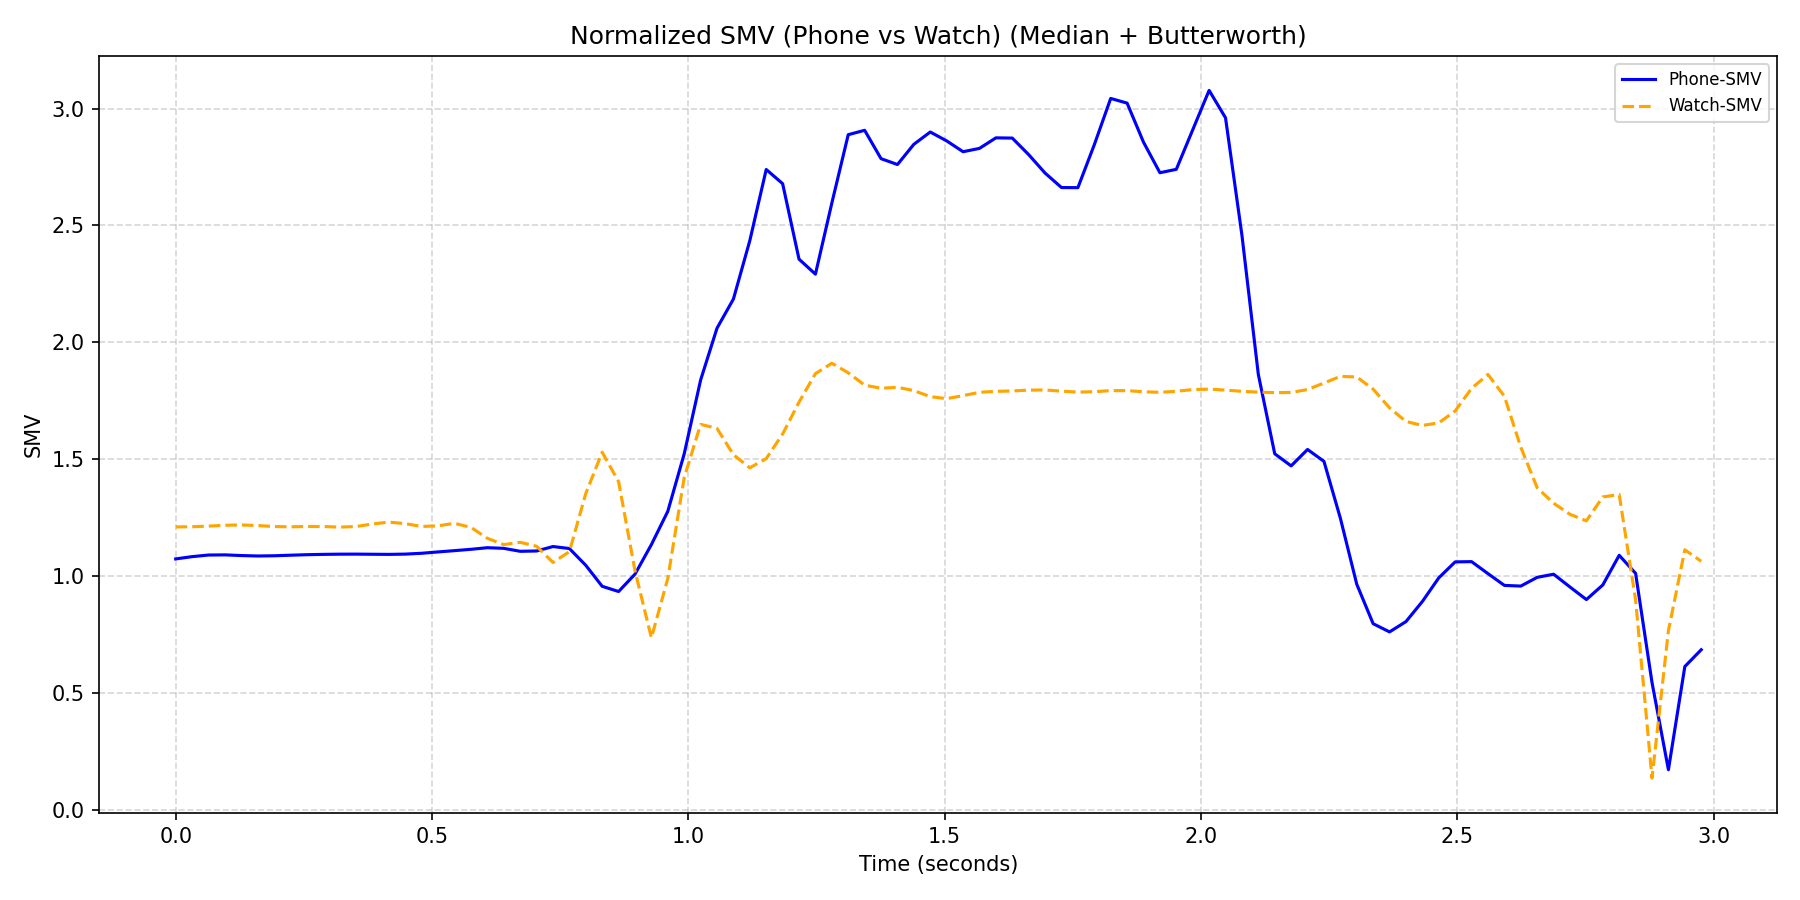 Normalized SMV (Phone vs Watch) (Median + Butterworth)
Phone-SMV
Watch-SMV
3.0
2.5
2.0
1.5
1.0
0.5
0.0
SMV
0.0 0.5 1.0 1.5 2.0 2.5 3.0
Time (seconds)